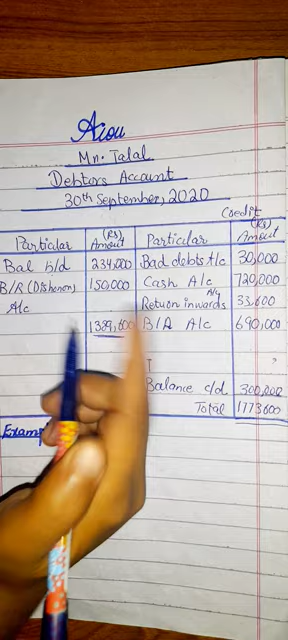 Aiou
Mr. Talal
Debtors Account
30th September, 2020
Credit
Particular (RS), Amount Particular (RS) Amount
Bal b/d 234,000 Bad debts A/c 30,000
B/R (Dishonon) 150,000 Cash A/c 720,000
A/c Return inwards A/c 33,600
1389,600 B/R A/c 690,000
Balance c/d 300,000
Total 1773600
Examp